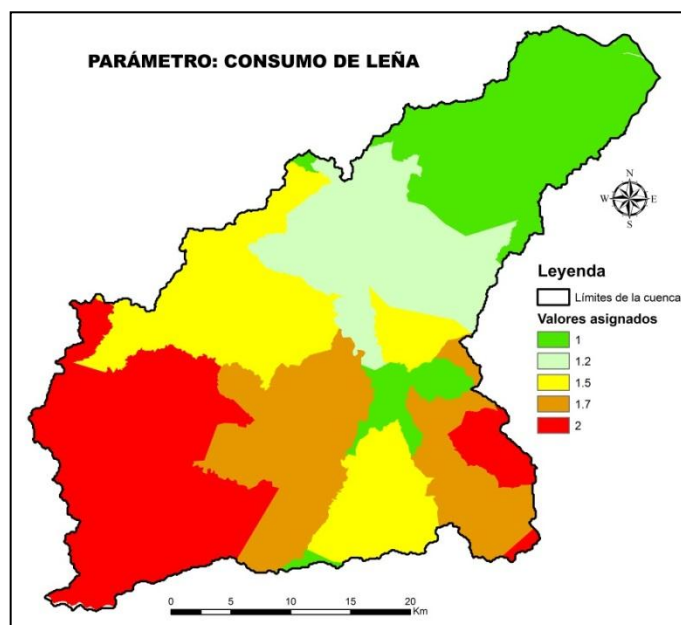 PARÁMETRO: CONSUMO DE LEÑA
N
W E
S
Leyenda
Límites de la cuenca
Valores asignados
1
1.2
1.5
1.7
2
0 5 10 15 20
Km